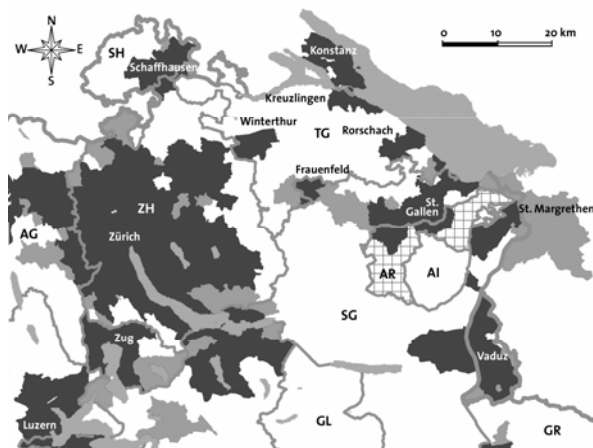 N
W E
S
SH
Schaffhausen
Konstanz
0 10 20 km
Kreuzlingen
Winterthur
TG
Rorschach
Frauenfeld
ZH
St.
Gallen
St. Margrethen
AG
Zürich
AR
AI
SG
Zug
Vaduz
Luzern
GL
GR